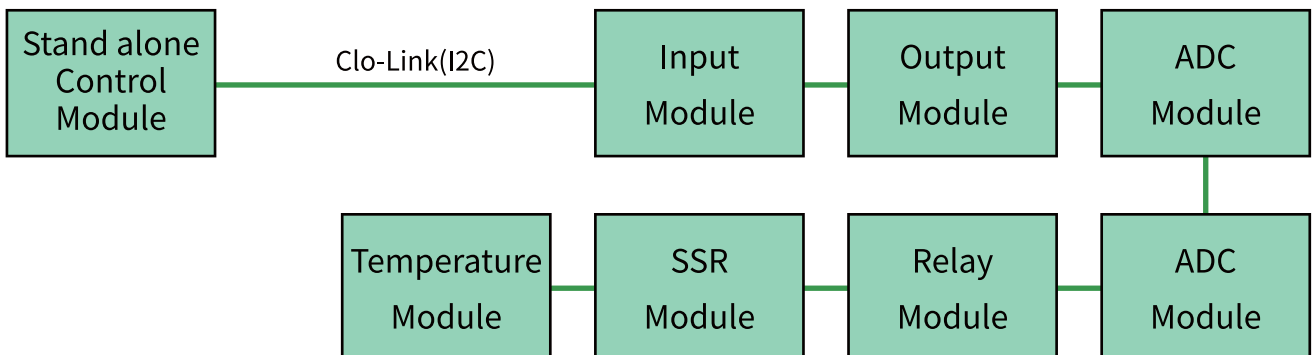 Stand alone
Control
Module
Clo-Link(I2C)
Input
Module
Output
Module
ADC
Module
Temperature
Module
SSR
Module
Relay
Module
ADC
Module